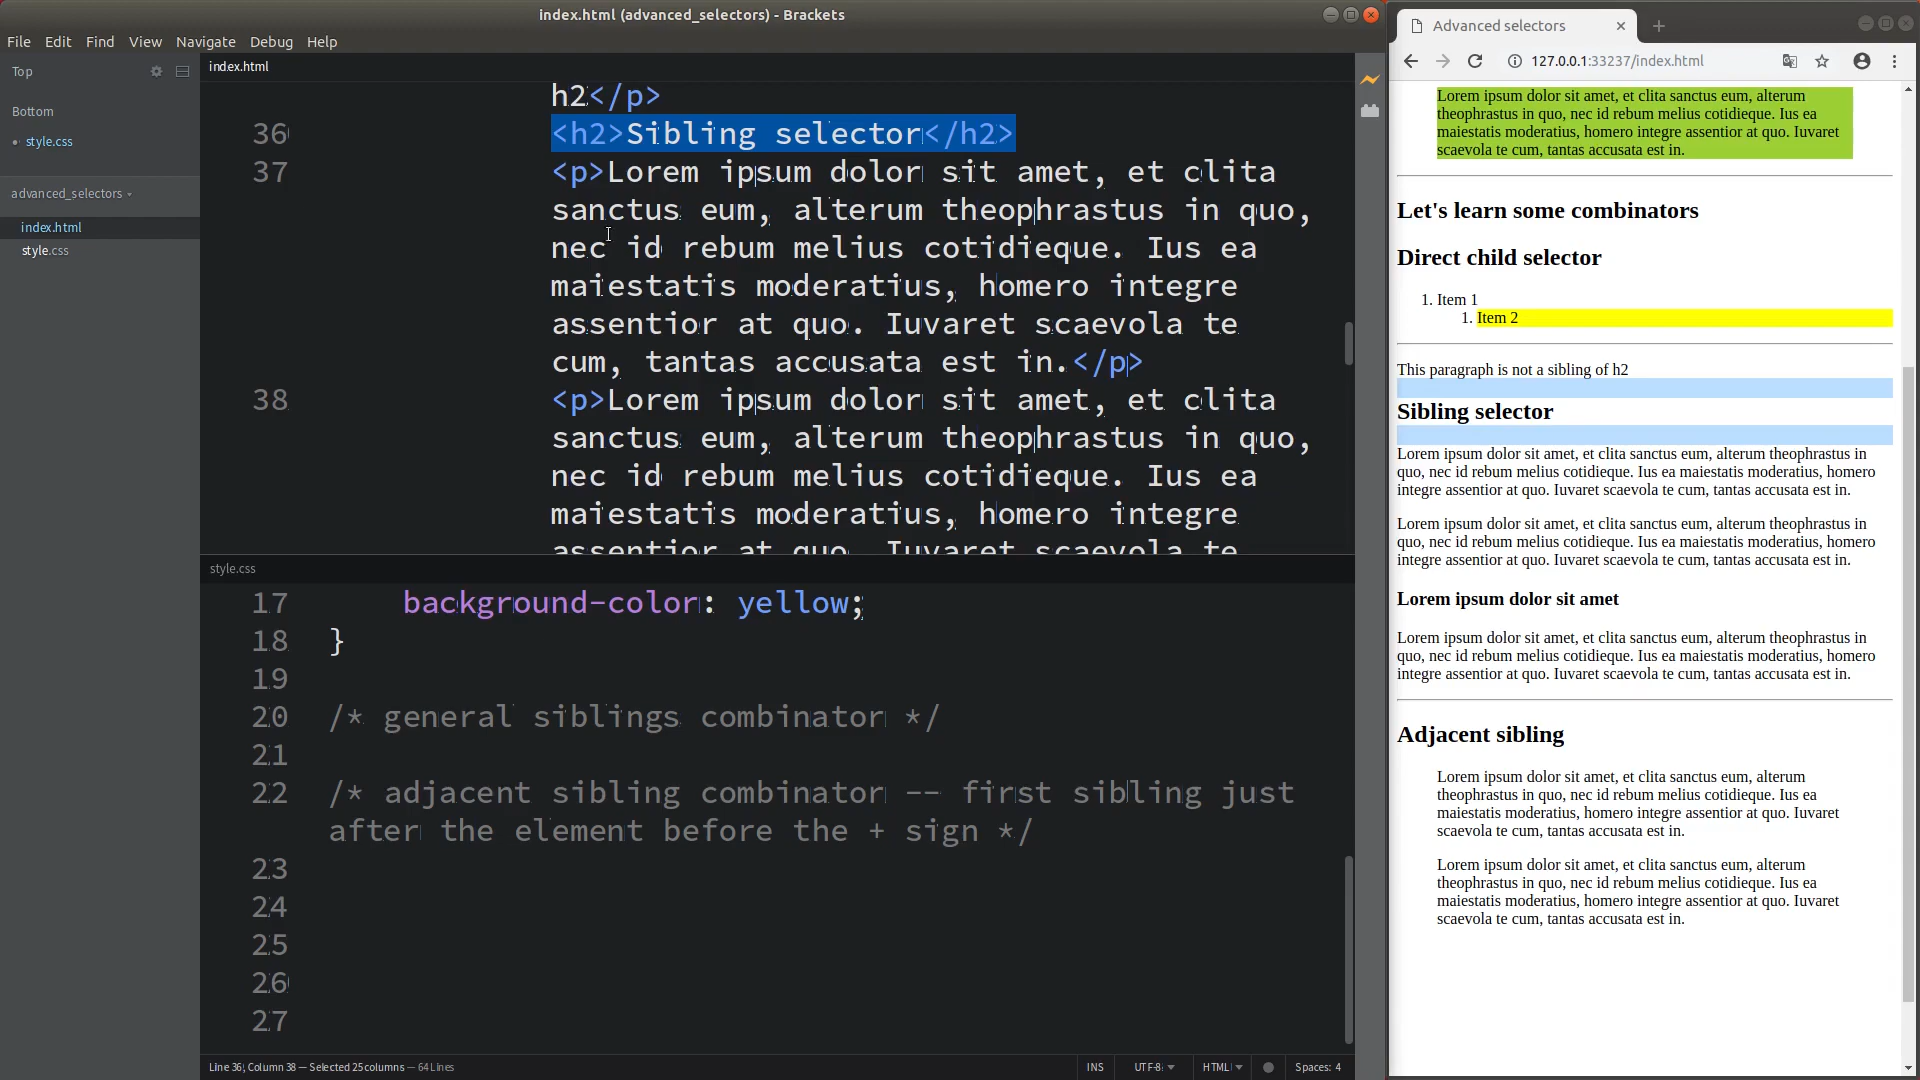 index.html (advanced_selectors) - Brackets
File Edit Find View Navigate Debug Help
Top
Bottom
style.css
advanced_selectors
index.html
style.css
index.html
h2</p>
36 <h2>Sibling selector</h2>
37 <p>Lorem ipsum dolor sit amet, et clita
sanctus eum, alterum theophrastus in quo,
nec id rebum melius cotidieque. Ius ea
maiestatis moderatius, homero integre
assentior at quo. Iuvaret scaevola te
cum, tantas accusata est in.</p>
38 <p>Lorem ipsum dolor sit amet, et clita
sanctus eum, alterum theophrastus in quo,
nec id rebum melius cotidieque. Ius ea
maiestatis moderatius, homero integre
assentior at quo. Iuvaret scaevola te
style.css
17 background-color: yellow;
18 }
19
20 /* general siblings combinator */
21
22 /* adjacent sibling combinator -- first sibling just
after the element before the + sign */
23
24
25
26
27
Line 36, Column 38 — Selected 25 columns — 64 Lines
INS UTF-8 HTML Spaces: 4
Advanced selectors
127.0.0.1:33237/index.html
Lorem ipsum dolor sit amet, et clita sanctus eum, alterum
theophrastus in quo, nec id rebum melius cotidieque. Ius ea
maiestatis moderatius, homero integre assentior at quo. Iuvaret
scaevola te cum, tantas accusata est in.
Let's learn some combinators
Direct child selector
1. Item 1
1. Item 2
This paragraph is not a sibling of h2
Sibling selector
Lorem ipsum dolor sit amet, et clita sanctus eum, alterum theophrastus in
quo, nec id rebum melius cotidieque. Ius ea maiestatis moderatius, homero
integre assentior at quo. Iuvaret scaevola te cum, tantas accusata est in.
Lorem ipsum dolor sit amet, et clita sanctus eum, alterum theophrastus in
quo, nec id rebum melius cotidieque. Ius ea maiestatis moderatius, homero
integre assentior at quo. Iuvaret scaevola te cum, tantas accusata est in.
Lorem ipsum dolor sit amet
Lorem ipsum dolor sit amet, et clita sanctus eum, alterum theophrastus in
quo, nec id rebum melius cotidieque. Ius ea maiestatis moderatius, homero
integre assentior at quo. Iuvaret scaevola te cum, tantas accusata est in.
Adjacent sibling
Lorem ipsum dolor sit amet, et clita sanctus eum, alterum
theophrastus in quo, nec id rebum melius cotidieque. Ius ea
maiestatis moderatius, homero integre assentior at quo. Iuvaret
scaevola te cum, tantas accusata est in.
Lorem ipsum dolor sit amet, et clita sanctus eum, alterum
theophrastus in quo, nec id rebum melius cotidieque. Ius ea
maiestatis moderatius, homero integre assentior at quo. Iuvaret
scaevola te cum, tantas accusata est in.